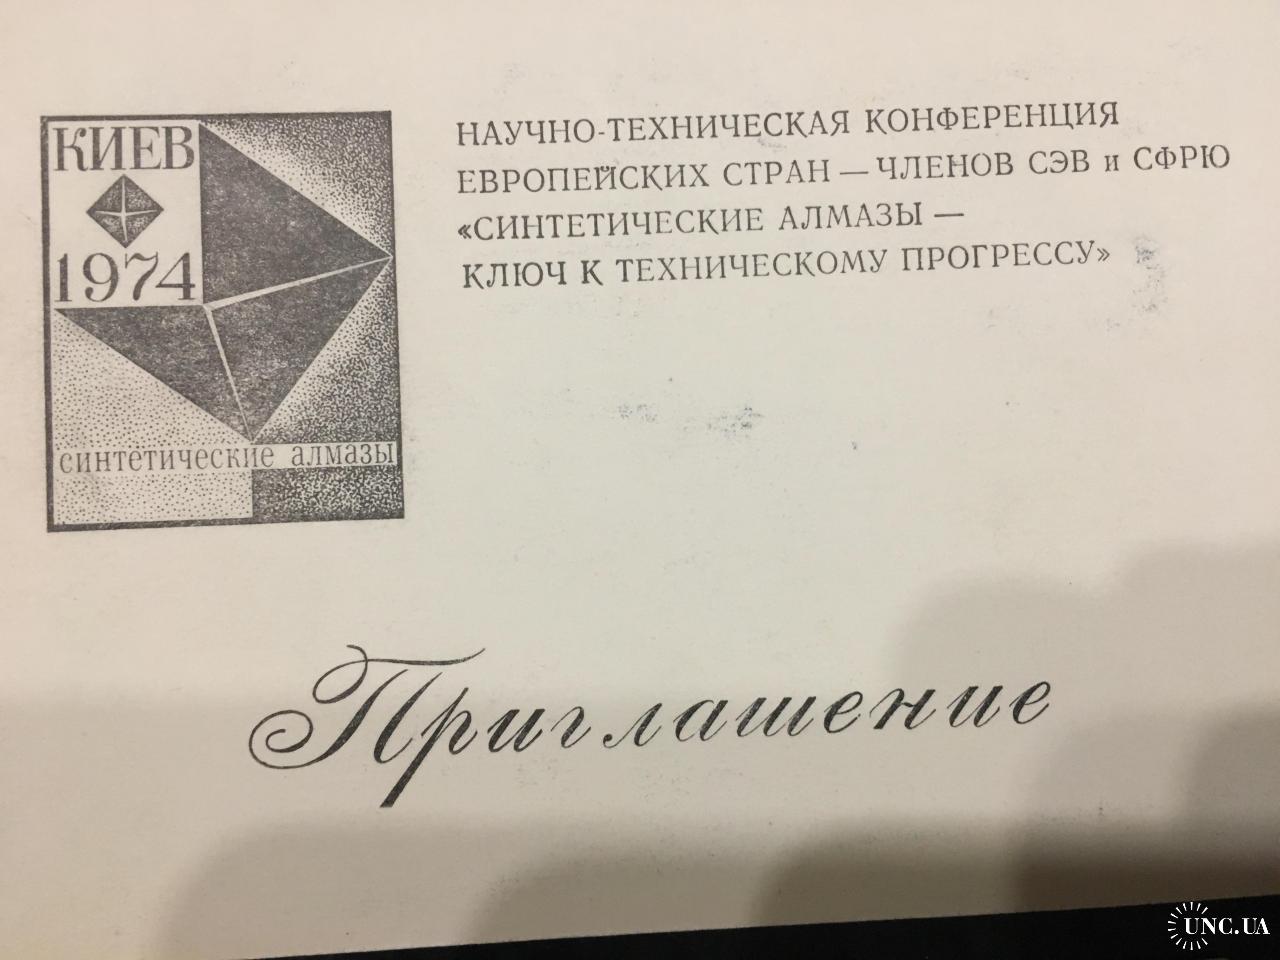 КИЕВ
1974
синтетические алмазы
НАУЧНО-ТЕХНИЧЕСКАЯ КОНФЕРЕНЦИЯ
ЕВРОПЕЙСКИХ СТРАН — ЧЛЕНОВ СЭВ и СФРЮ
«СИНТЕТИЧЕСКИЕ АЛМАЗЫ —
КЛЮЧ К ТЕХНИЧЕСКОМУ ПРОГРЕССУ»
Приглашение
UNC.UA